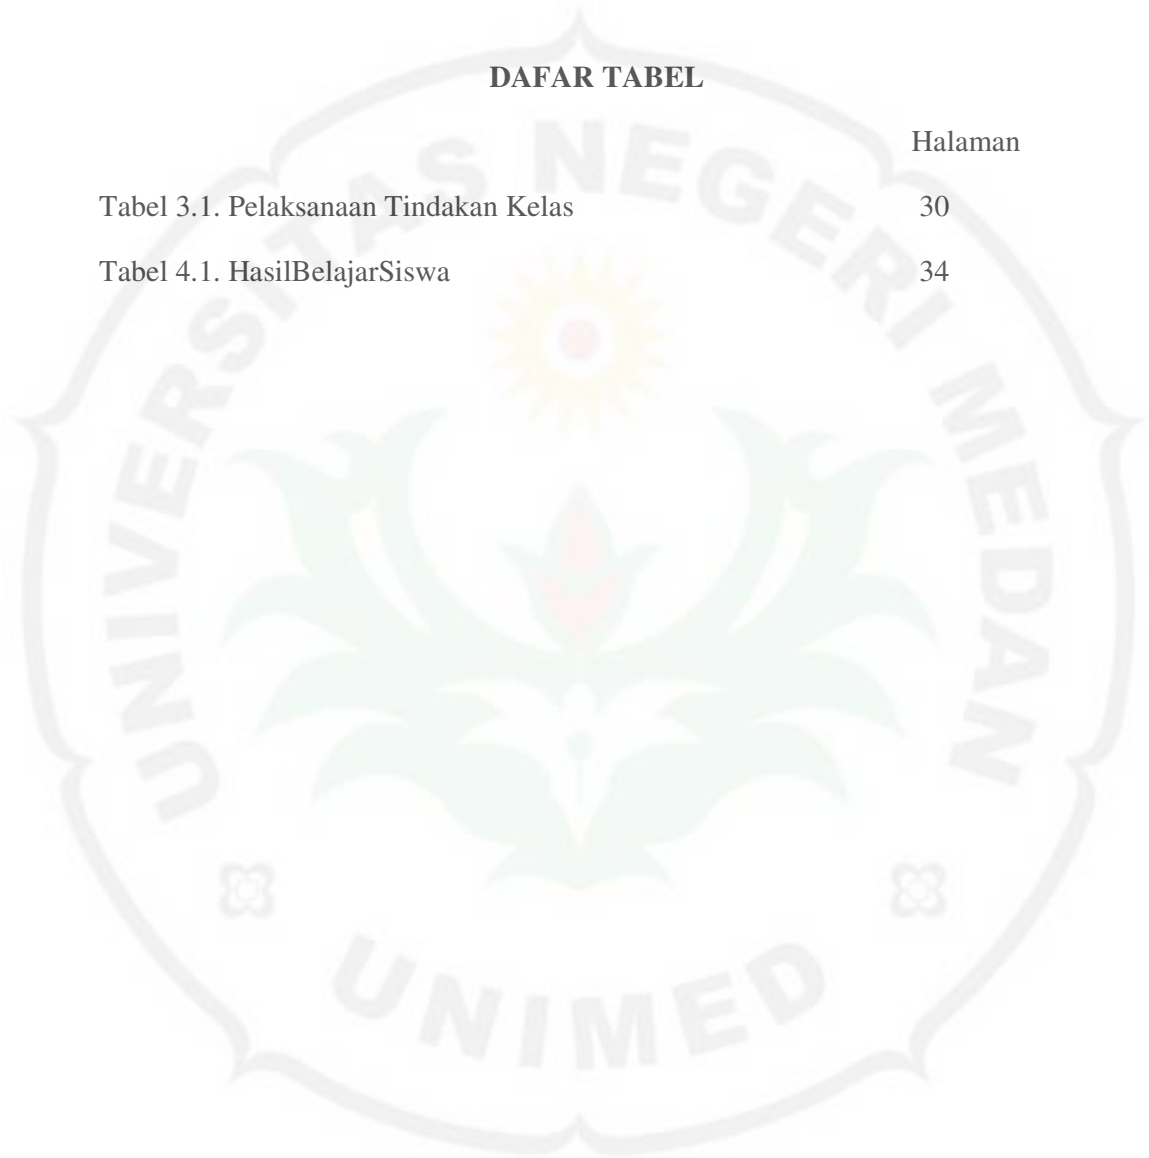 DAFAR TABEL
Halaman
Tabel 3.1. Pelaksanaan Tindakan Kelas 30
Tabel 4.1. HasilBelajarSiswa 34
UNIVERSITAS NEGERI MEDAN
UNIMED